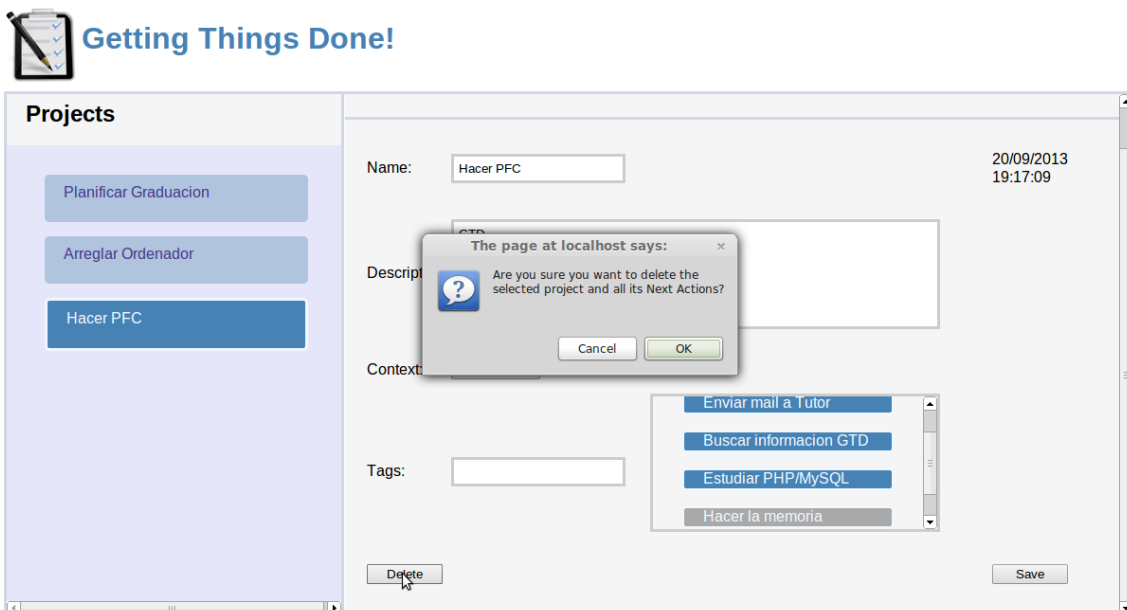 Getting Things Done!
Projects
Planificar Graduacion
Arreglar Ordenador
Hacer PFC
Name:
Hacer PFC
20/09/2013
19:17:09
GTD
Descript
The page at localhost says:
Are you sure you want to delete the
selected project and all its Next Actions?
Cancel
OK
Context:
Enviar mail a Tutor
Buscar informacion GTD
Estudiar PHP/MySQL
Hacer la memoria
Tags:
Delete
Save